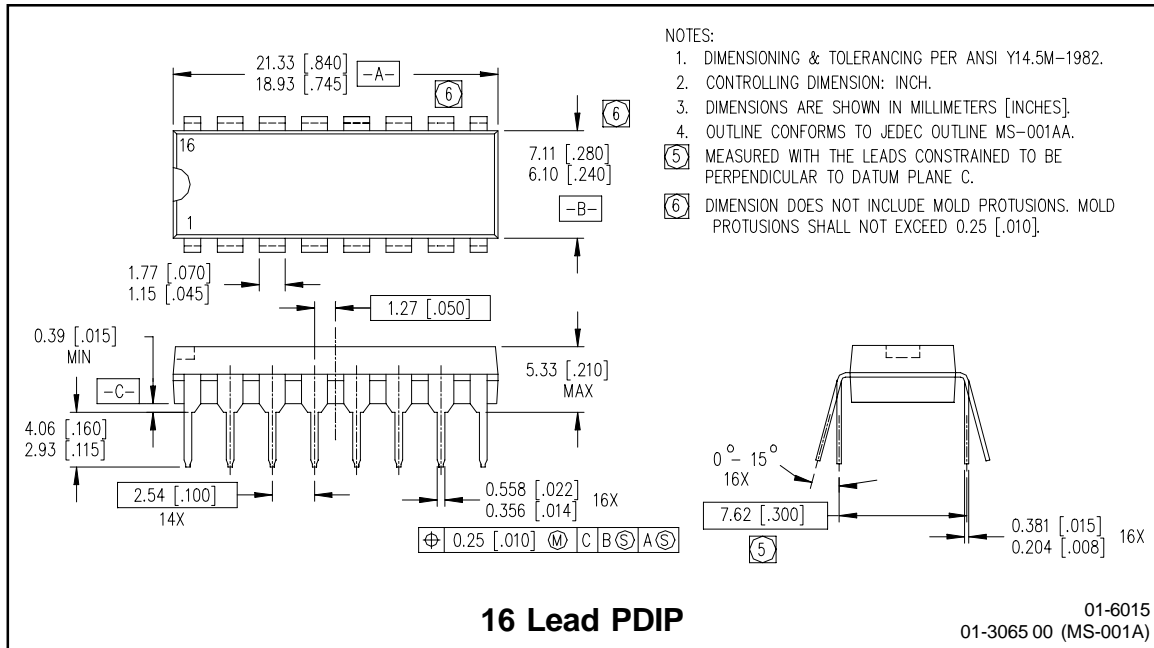 21.33 [.840]
18.93 [.745]
-A-
6
6
16
1
7.11 [.280]
6.10 [.240]
-B-
NOTES:
1. DIMENSIONING & TOLERANCING PER ANSI Y14.5M-1982.
2. CONTROLLING DIMENSION: INCH.
3. DIMENSIONS ARE SHOWN IN MILLIMETERS [INCHES].
4. OUTLINE CONFORMS TO JEDEC OUTLINE MS-001AA.
5 MEASURED WITH THE LEADS CONSTRAINED TO BE
PERPENDICULAR TO DATUM PLANE C.
6 DIMENSION DOES NOT INCLUDE MOLD PROTUSIONS. MOLD
PROTUSIONS SHALL NOT EXCEED 0.25 [.010].
1.77 [.070]
1.15 [.045]
1.27 [.050]
0.39 [.015]
MIN
-C-
5.33 [.210]
MAX
4.06 [.160]
2.93 [.115]
2.54 [.100]
14X
0.558 [.022]
0.356 [.014]
16X
⌖ 0.25 [.010] Ⓜ C B Ⓢ A Ⓢ
0° - 15°
16X
7.62 [.300]
5
0.381 [.015]
0.204 [.008]
16X
16 Lead PDIP
01-6015
01-3065 00 (MS-001A)